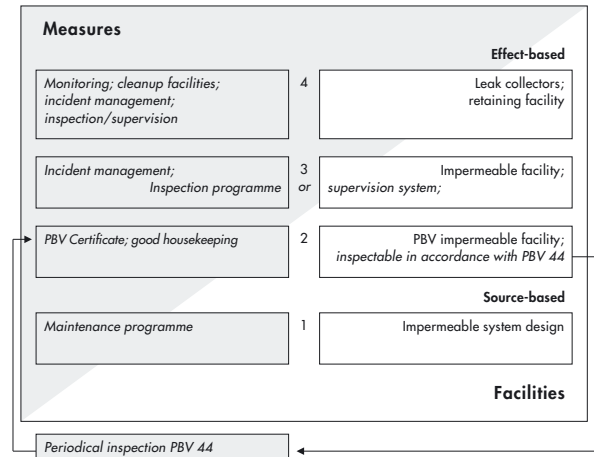 Measures
Effect-based
Monitoring; cleanup facilities;
incident management;
inspection/supervision
4
Leak collectors;
retaining facility
Incident management;
Inspection programme
3
or
Impermeable facility;
supervision system;
PBV Certificate; good housekeeping
2
PBV impermeable facility;
inspectable in accordance with PBV 44
Source-based
Maintenance programme
1
Impermeable system design
Facilities
Periodical inspection PBV 44